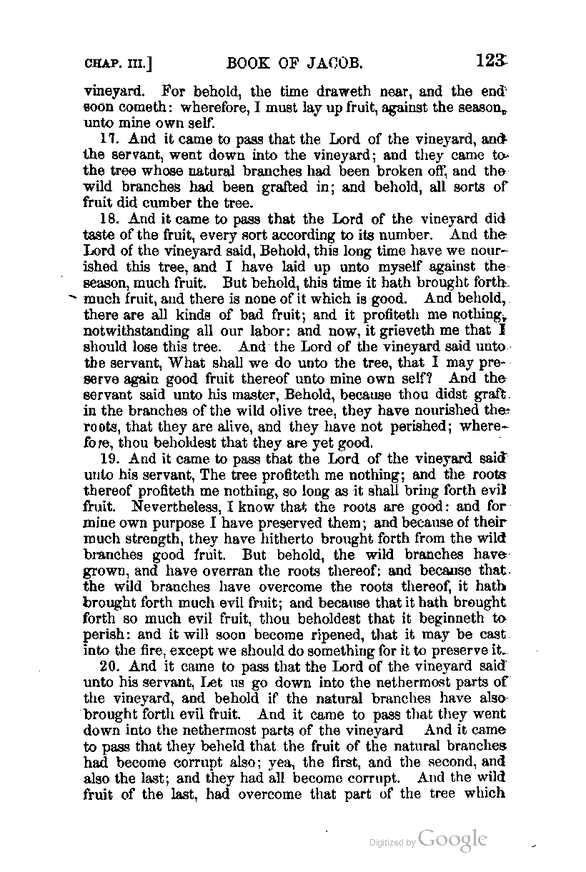 CHAP. III.] BOOK OF JACOB. 123
vineyard. For behold, the time draweth near, and the end
soon cometh: wherefore, I must lay up fruit, against the season,
unto mine own self.
17. And it came to pass that the Lord of the vineyard, and
the servant, went down into the vineyard; and they came to
the tree whose natural branches had been broken off, and the
wild branches had been grafted in; and behold, all sorts of
fruit did cumber the tree.
18. And it came to pass that the Lord of the vineyard did
taste of the fruit, every sort according to its number. And the
Lord of the vineyard said, Behold, this long time have we nour-
ished this tree, and I have laid up unto myself against the
season, much fruit. But behold, this time it hath brought forth
much fruit, and there is none of it which is good. And behold,
there are all kinds of bad fruit; and it profiteth me nothing,
notwithstanding all our labor: and now, it grieveth me that I
should lose this tree. And the Lord of the vineyard said unto
the servant, What shall we do unto the tree, that I may pre-
serve again good fruit thereof unto mine own self? And the
servant said unto his master, Behold, because thou didst graft
in the branches of the wild olive tree, they have nourished the
roots, that they are alive, and they have not perished; where-
fore, thou beholdest that they are yet good.
19. And it came to pass that the Lord of the vineyard said
unto his servant, The tree profiteth me nothing; and the roots
thereof profiteth me nothing, so long as it shall bring forth evil
fruit. Nevertheless, I know that the roots are good: and for
mine own purpose I have preserved them; and because of their
much strength, they have hitherto brought forth from the wild
branches good fruit. But behold, the wild branches have
grown, and have overran the roots thereof; and because that
the wild branches have overcome the roots thereof, it hath
brought forth much evil fruit; and because that it hath brought
forth so much evil fruit, thou beholdest that it beginneth to
perish: and it will soon become ripened, that it may be cast
into the fire, except we should do something for it to preserve it.
20. And it came to pass that the Lord of the vineyard said
unto his servant, Let us go down into the nethermost parts of
the vineyard, and behold if the natural branches have also
brought forth evil fruit. And it came to pass that they went
down into the nethermost parts of the vineyard And it came
to pass that they beheld that the fruit of the natural branches
had become corrupt also; yea, the first, and the second, and
also the last; and they had all become corrupt. And the wild
fruit of the last, had overcome that part of the tree which
Digitized by Google